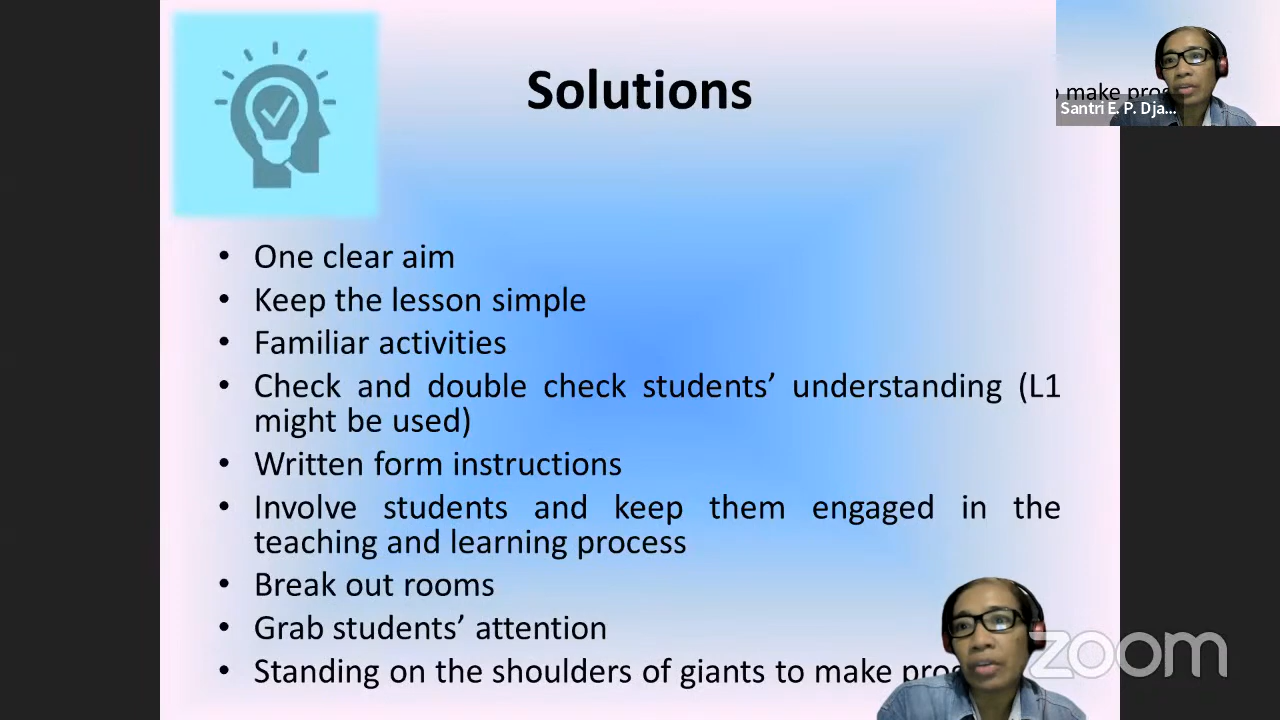 Solutions
make
Santri E. P. Dja...
• One clear aim
• Keep the lesson simple
• Familiar activities
• Check and double check students’ understanding (L1
might be used)
• Written form instructions
• Involve students and keep them engaged in the
teaching and learning process
• Break out rooms
• Grab students’ attention
• Standing on the shoulders of giants to make
zoom